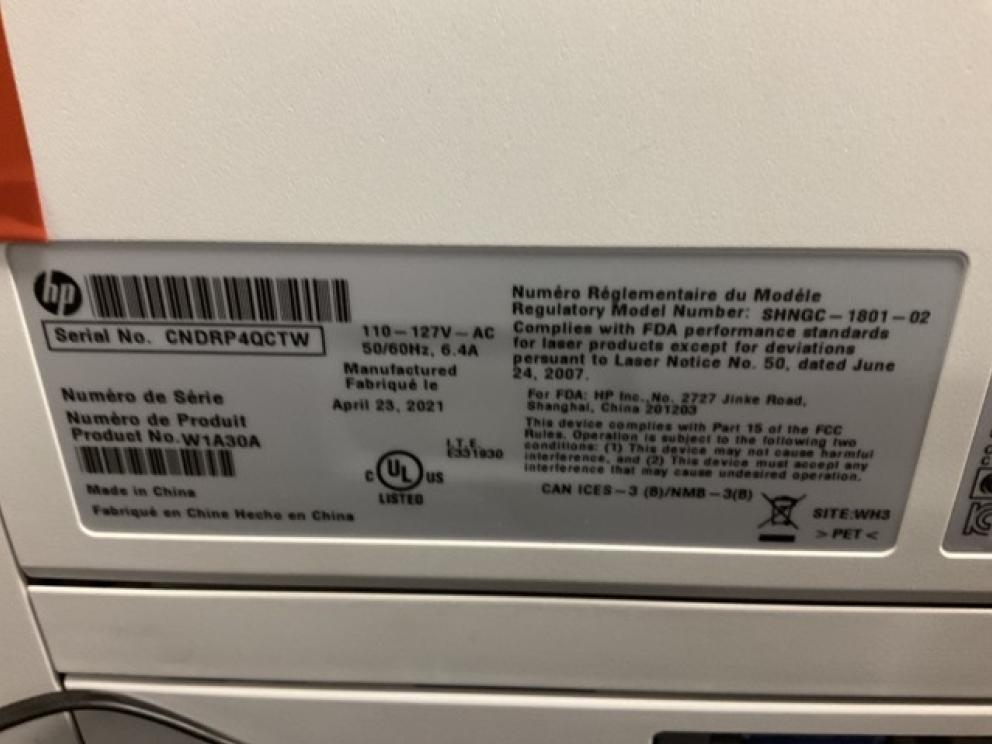 hp
Serial No. CNDRP4QCTW
Numéro de Série
Numéro de Produit
Product No. W1A30A
Made in China
Fabriqué en Chine Hecho en China
110-127V-AC
50/60Hz, 6.4A
Manufactured
Fabriqué le
April 23, 2021
I.T.E.
E331930
C UL US
LISTED
Numéro Réglementaire du Modéle
Regulatory Model Number: SHNGC-1801-02
Complies with FDA performance standards
for laser products except for deviations
pursuant to Laser Notice No. 50, dated June
24, 2007.
For FDA: HP Inc., No. 2727 Jinke Road,
Shanghai, China 201203
This device complies with Part 15 of the FCC
Rules. Operation is subject to the following two
conditions: (1) This device may not cause harmful
interference, and (2) This device must accept any
interference that may cause undesired operation.
CAN ICES-3 (B)/NMB-3(B)
SITE:WH3
>PET<